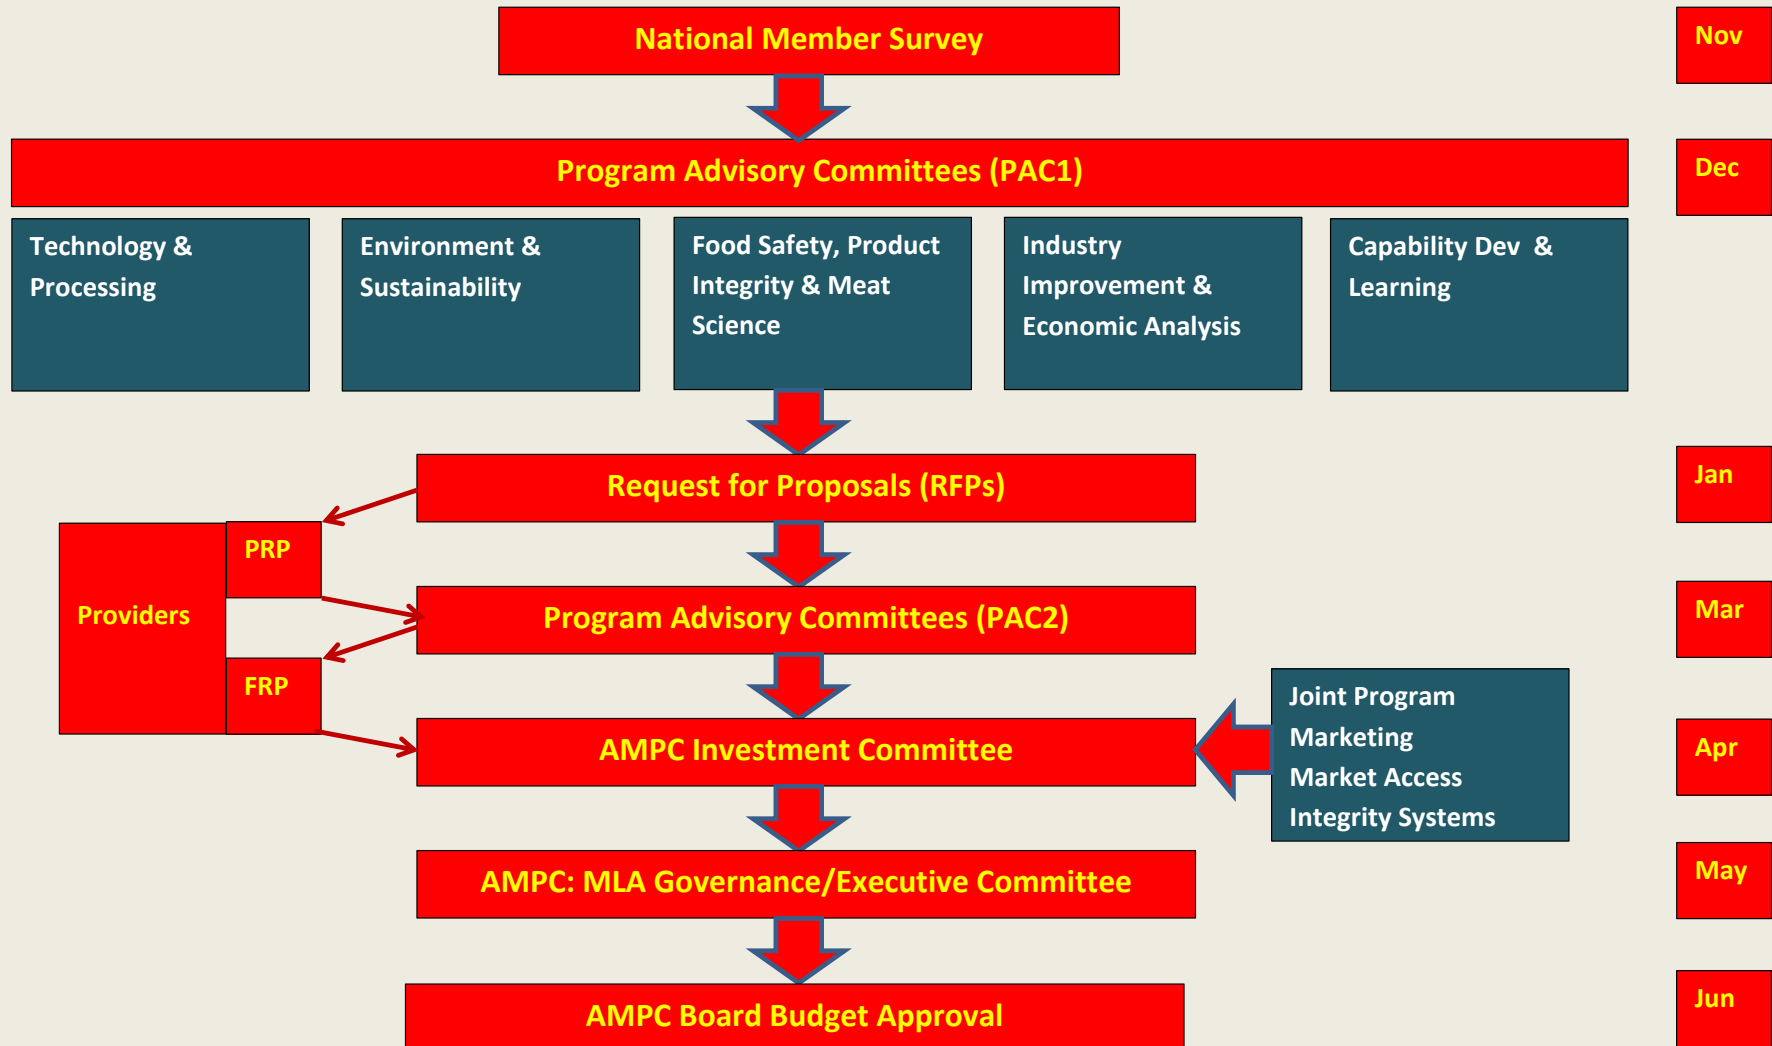 National Member Survey
Nov
Program Advisory Committees (PAC1)
Dec
Technology &
Processing
Environment &
Sustainability
Food Safety, Product
Integrity & Meat
Science
Industry
Improvement &
Economic Analysis
Capability Dev  &
Learning
Request for Proposals (RFPs)
Jan
Providers
PRP
Program Advisory Committees (PAC2)
Mar
FRP
AMPC Investment Committee
Joint Program
Marketing
Market Access
Integrity Systems
Apr
AMPC: MLA Governance/Executive Committee
May
AMPC Board Budget Approval
Jun